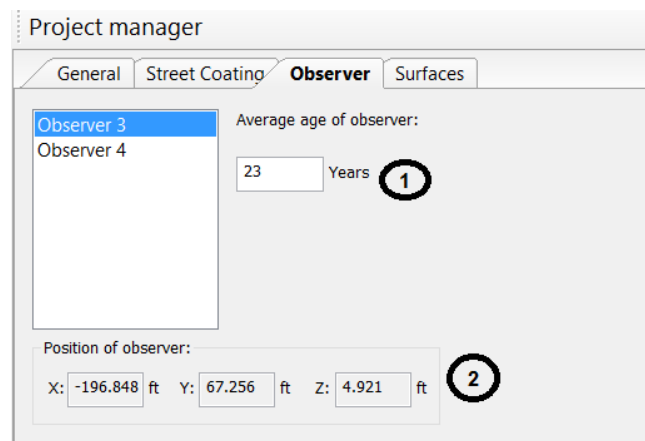 Project manager
General Street Coating Observer Surfaces
Observer 3
Observer 4
Average age of observer:
23 Years 1
Position of observer:
X: -196.848 ft Y: 67.256 ft Z: 4.921 ft 2